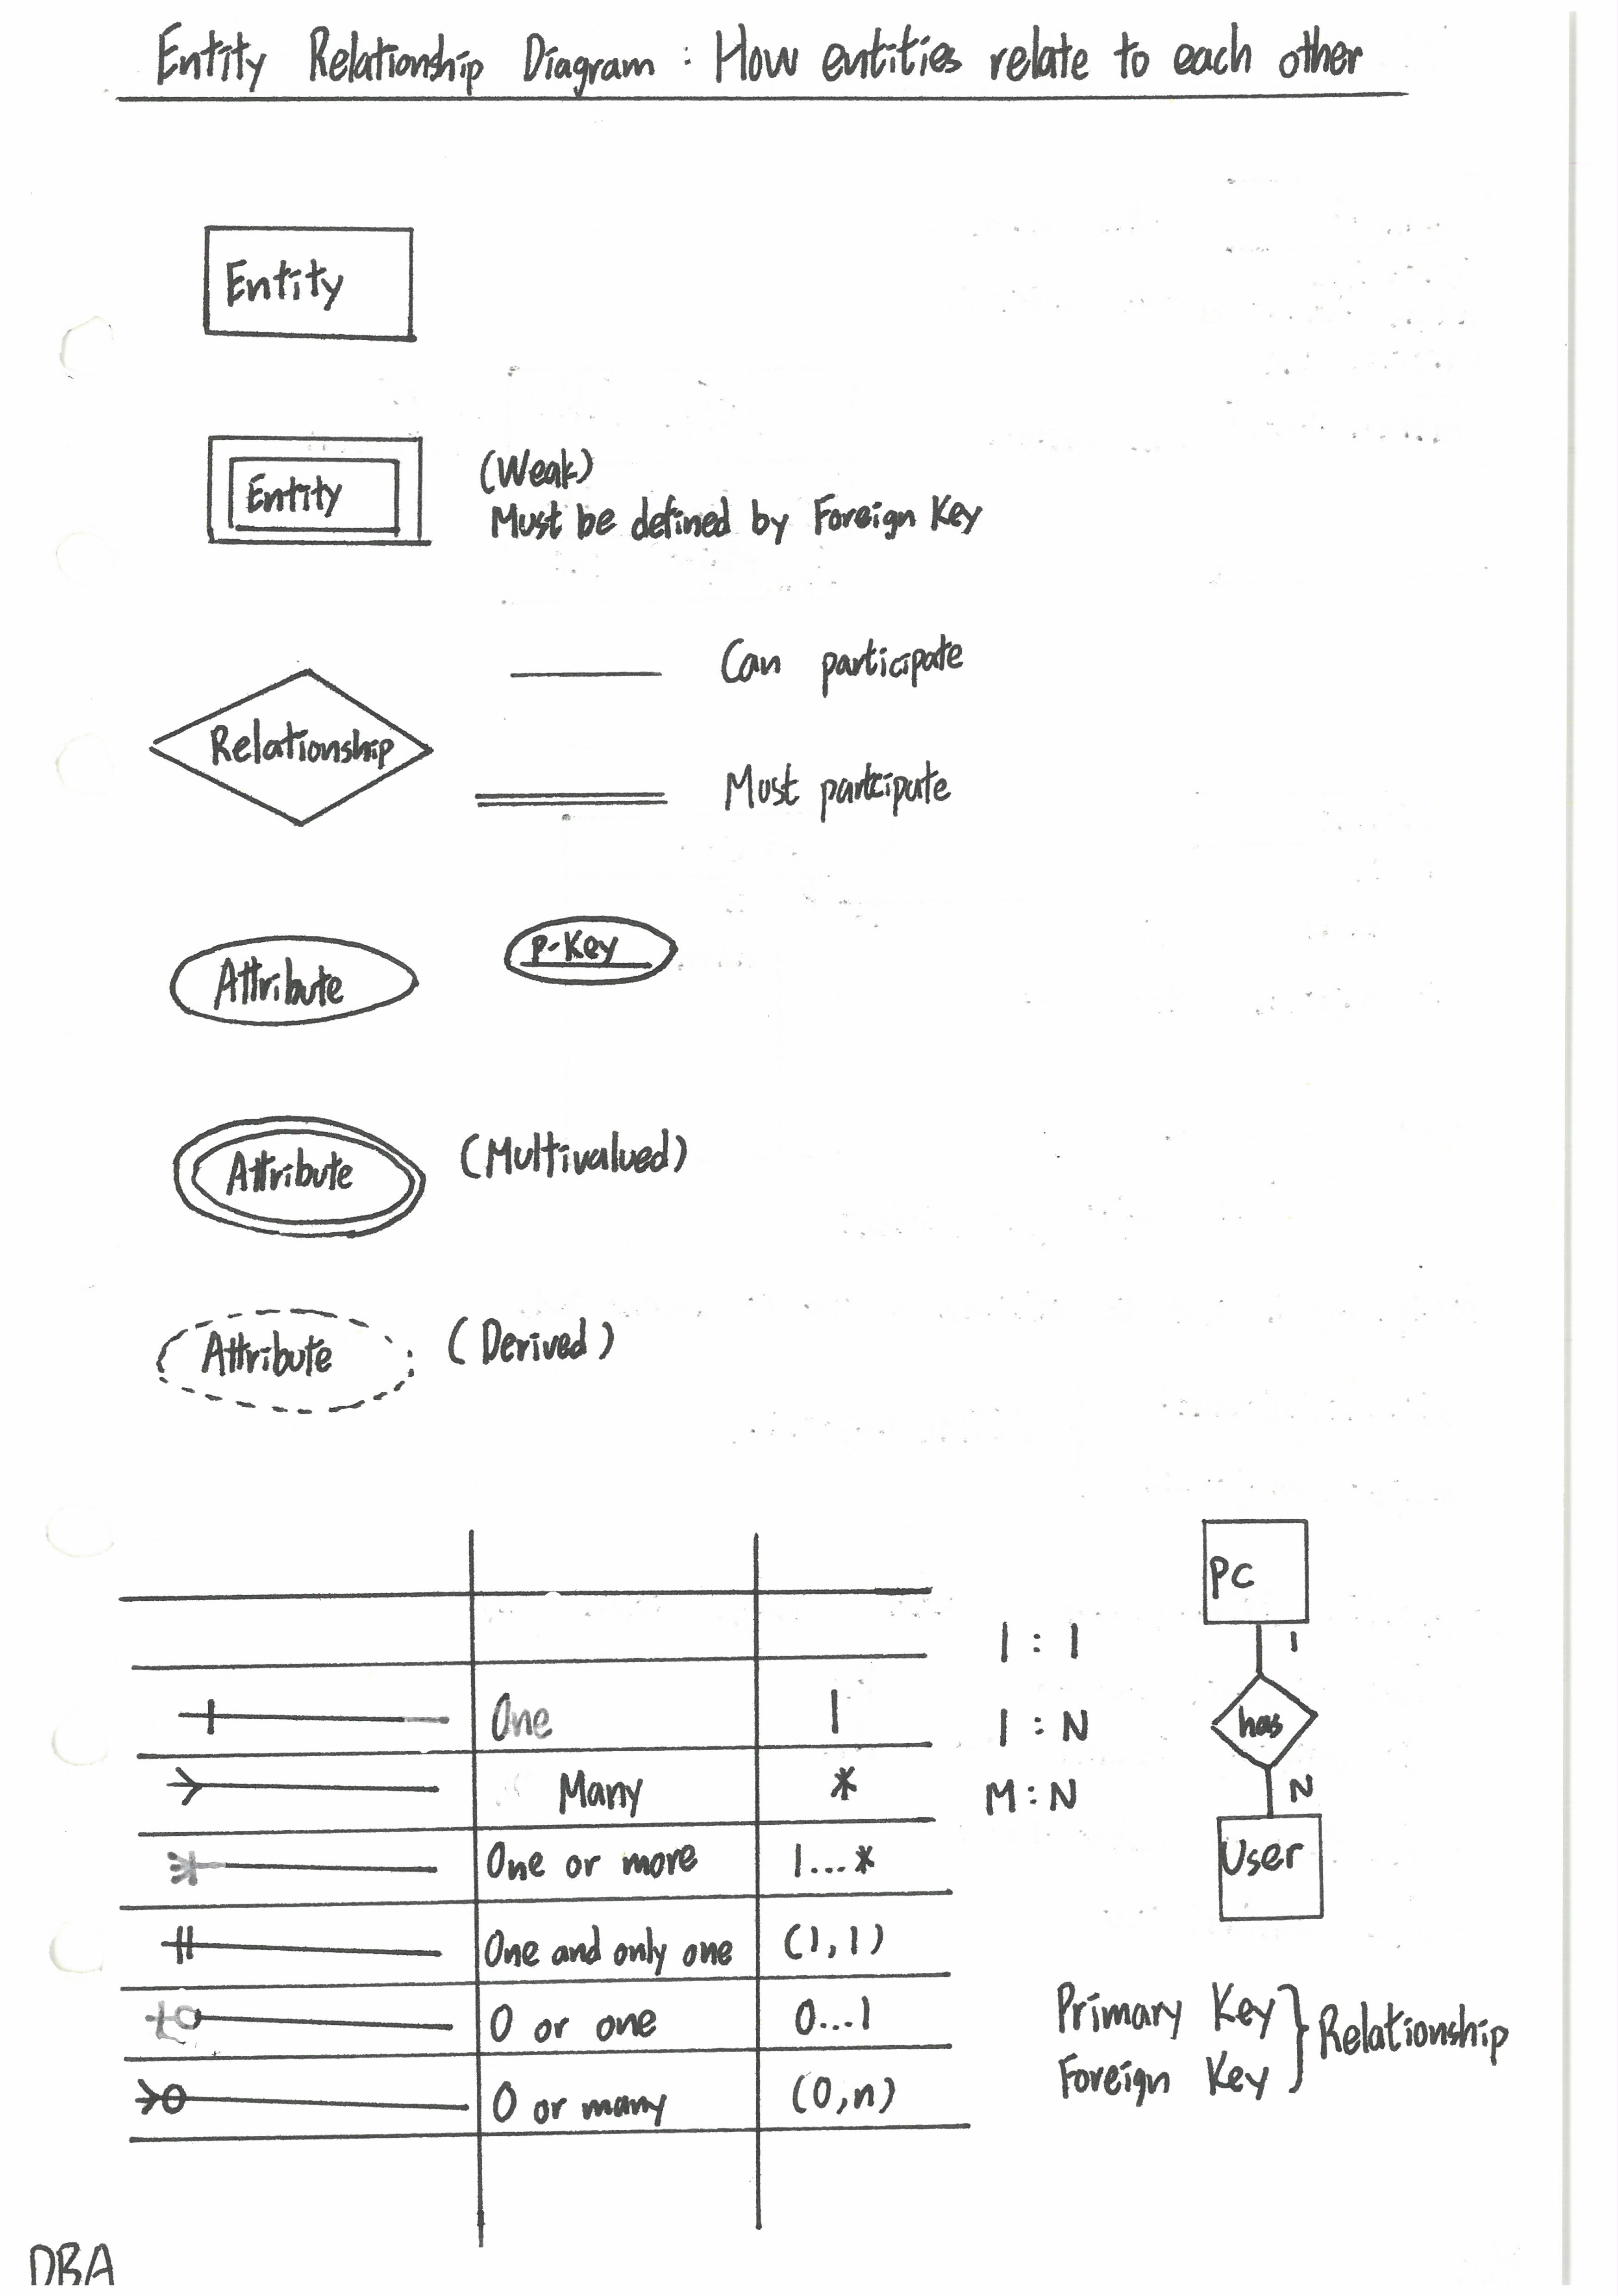 Entity Relationship Diagram : How entities relate to each other
Entity
Entity
(Weak)
Must be defined by Foreign Key
Relationship
Can participate
Must participate
Attribute
P-Key
Attribute
(Multivalued)
Attribute
(Derived)
One 1
Many *
One or more 1...*
One and only one (1,1)
0 or one 0...1
0 or many (0,n)
1 : 1
1 : N
M : N
PC
1
has
N
User
Primary Key
Foreign Key
Relationship
DBA